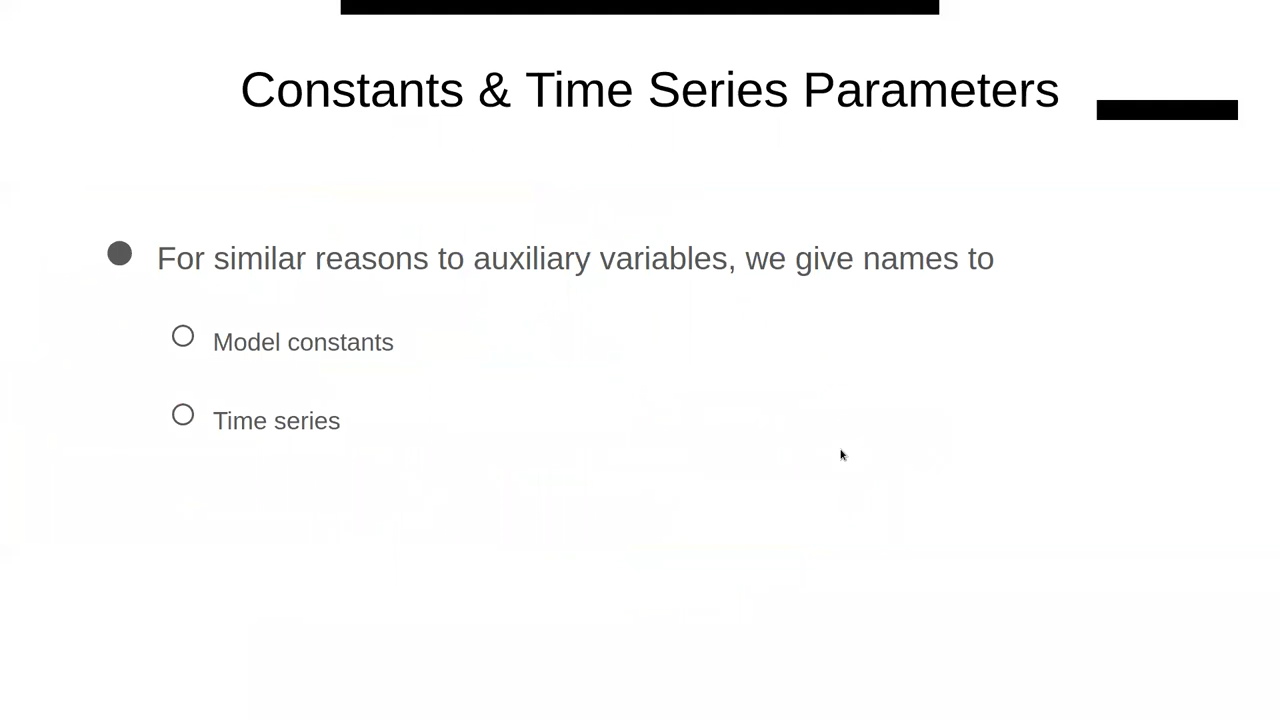 Constants & Time Series Parameters
For similar reasons to auxiliary variables, we give names to
Model constants
Time series